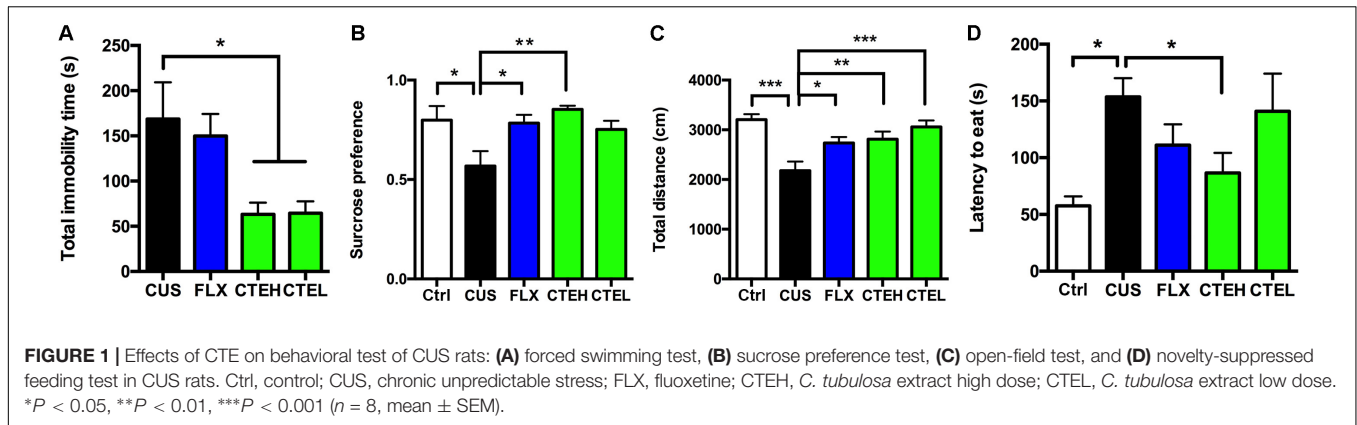 A
Total immobility time (s)
250
200
150
100
50
0
*
CUS FLX CTEH CTEL
B
Surcrose preference
1.0
0.5
0.0
* * **
Ctrl CUS FLX CTEH CTEL
C
Total distance (cm)
4000
3000
2000
1000
0
*** * ** ***
Ctrl CUS FLX CTEH CTEL
D
Latency to eat (s)
200
150
100
50
0
* *
Ctrl CUS FLX CTEH CTEL
FIGURE 1 | Effects of CTE on behavioral test of CUS rats: (A) forced swimming test, (B) sucrose preference test, (C) open-field test, and (D) novelty-suppressed
feeding test in CUS rats. Ctrl, control; CUS, chronic unpredictable stress; FLX, fluoxetine; CTEH, C. tubulosa extract high dose; CTEL, C. tubulosa extract low dose.
*P < 0.05, **P < 0.01, ***P < 0.001 (n = 8, mean ± SEM).